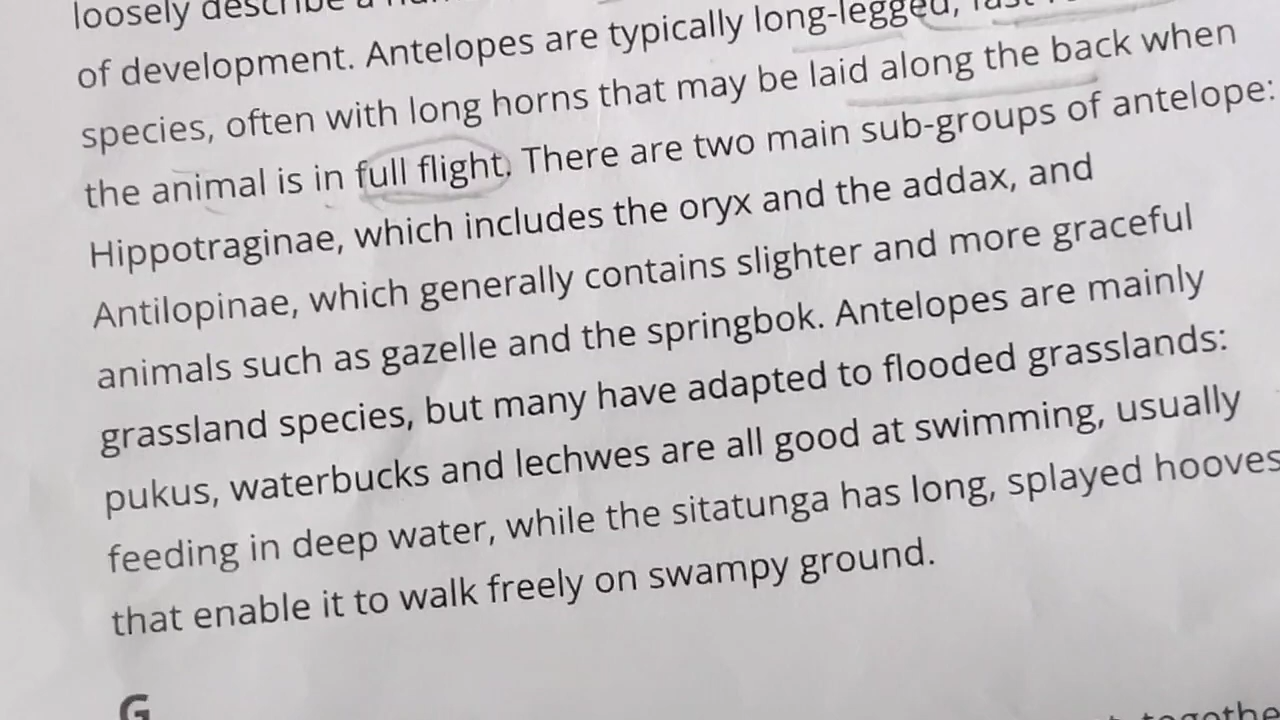 loosely describe a
of development. Antelopes are typically long-legged,
species, often with long horns that may be laid along the back when
the animal is in full flight. There are two main sub-groups of antelope:
Hippotraginae, which includes the oryx and the addax, and
Antilopinae, which generally contains slighter and more graceful
animals such as gazelle and the springbok. Antelopes are mainly
grassland species, but many have adapted to flooded grasslands:
pukus, waterbucks and lechwes are all good at swimming, usually
feeding in deep water, while the sitatunga has long, splayed hooves
that enable it to walk freely on swampy ground.
G